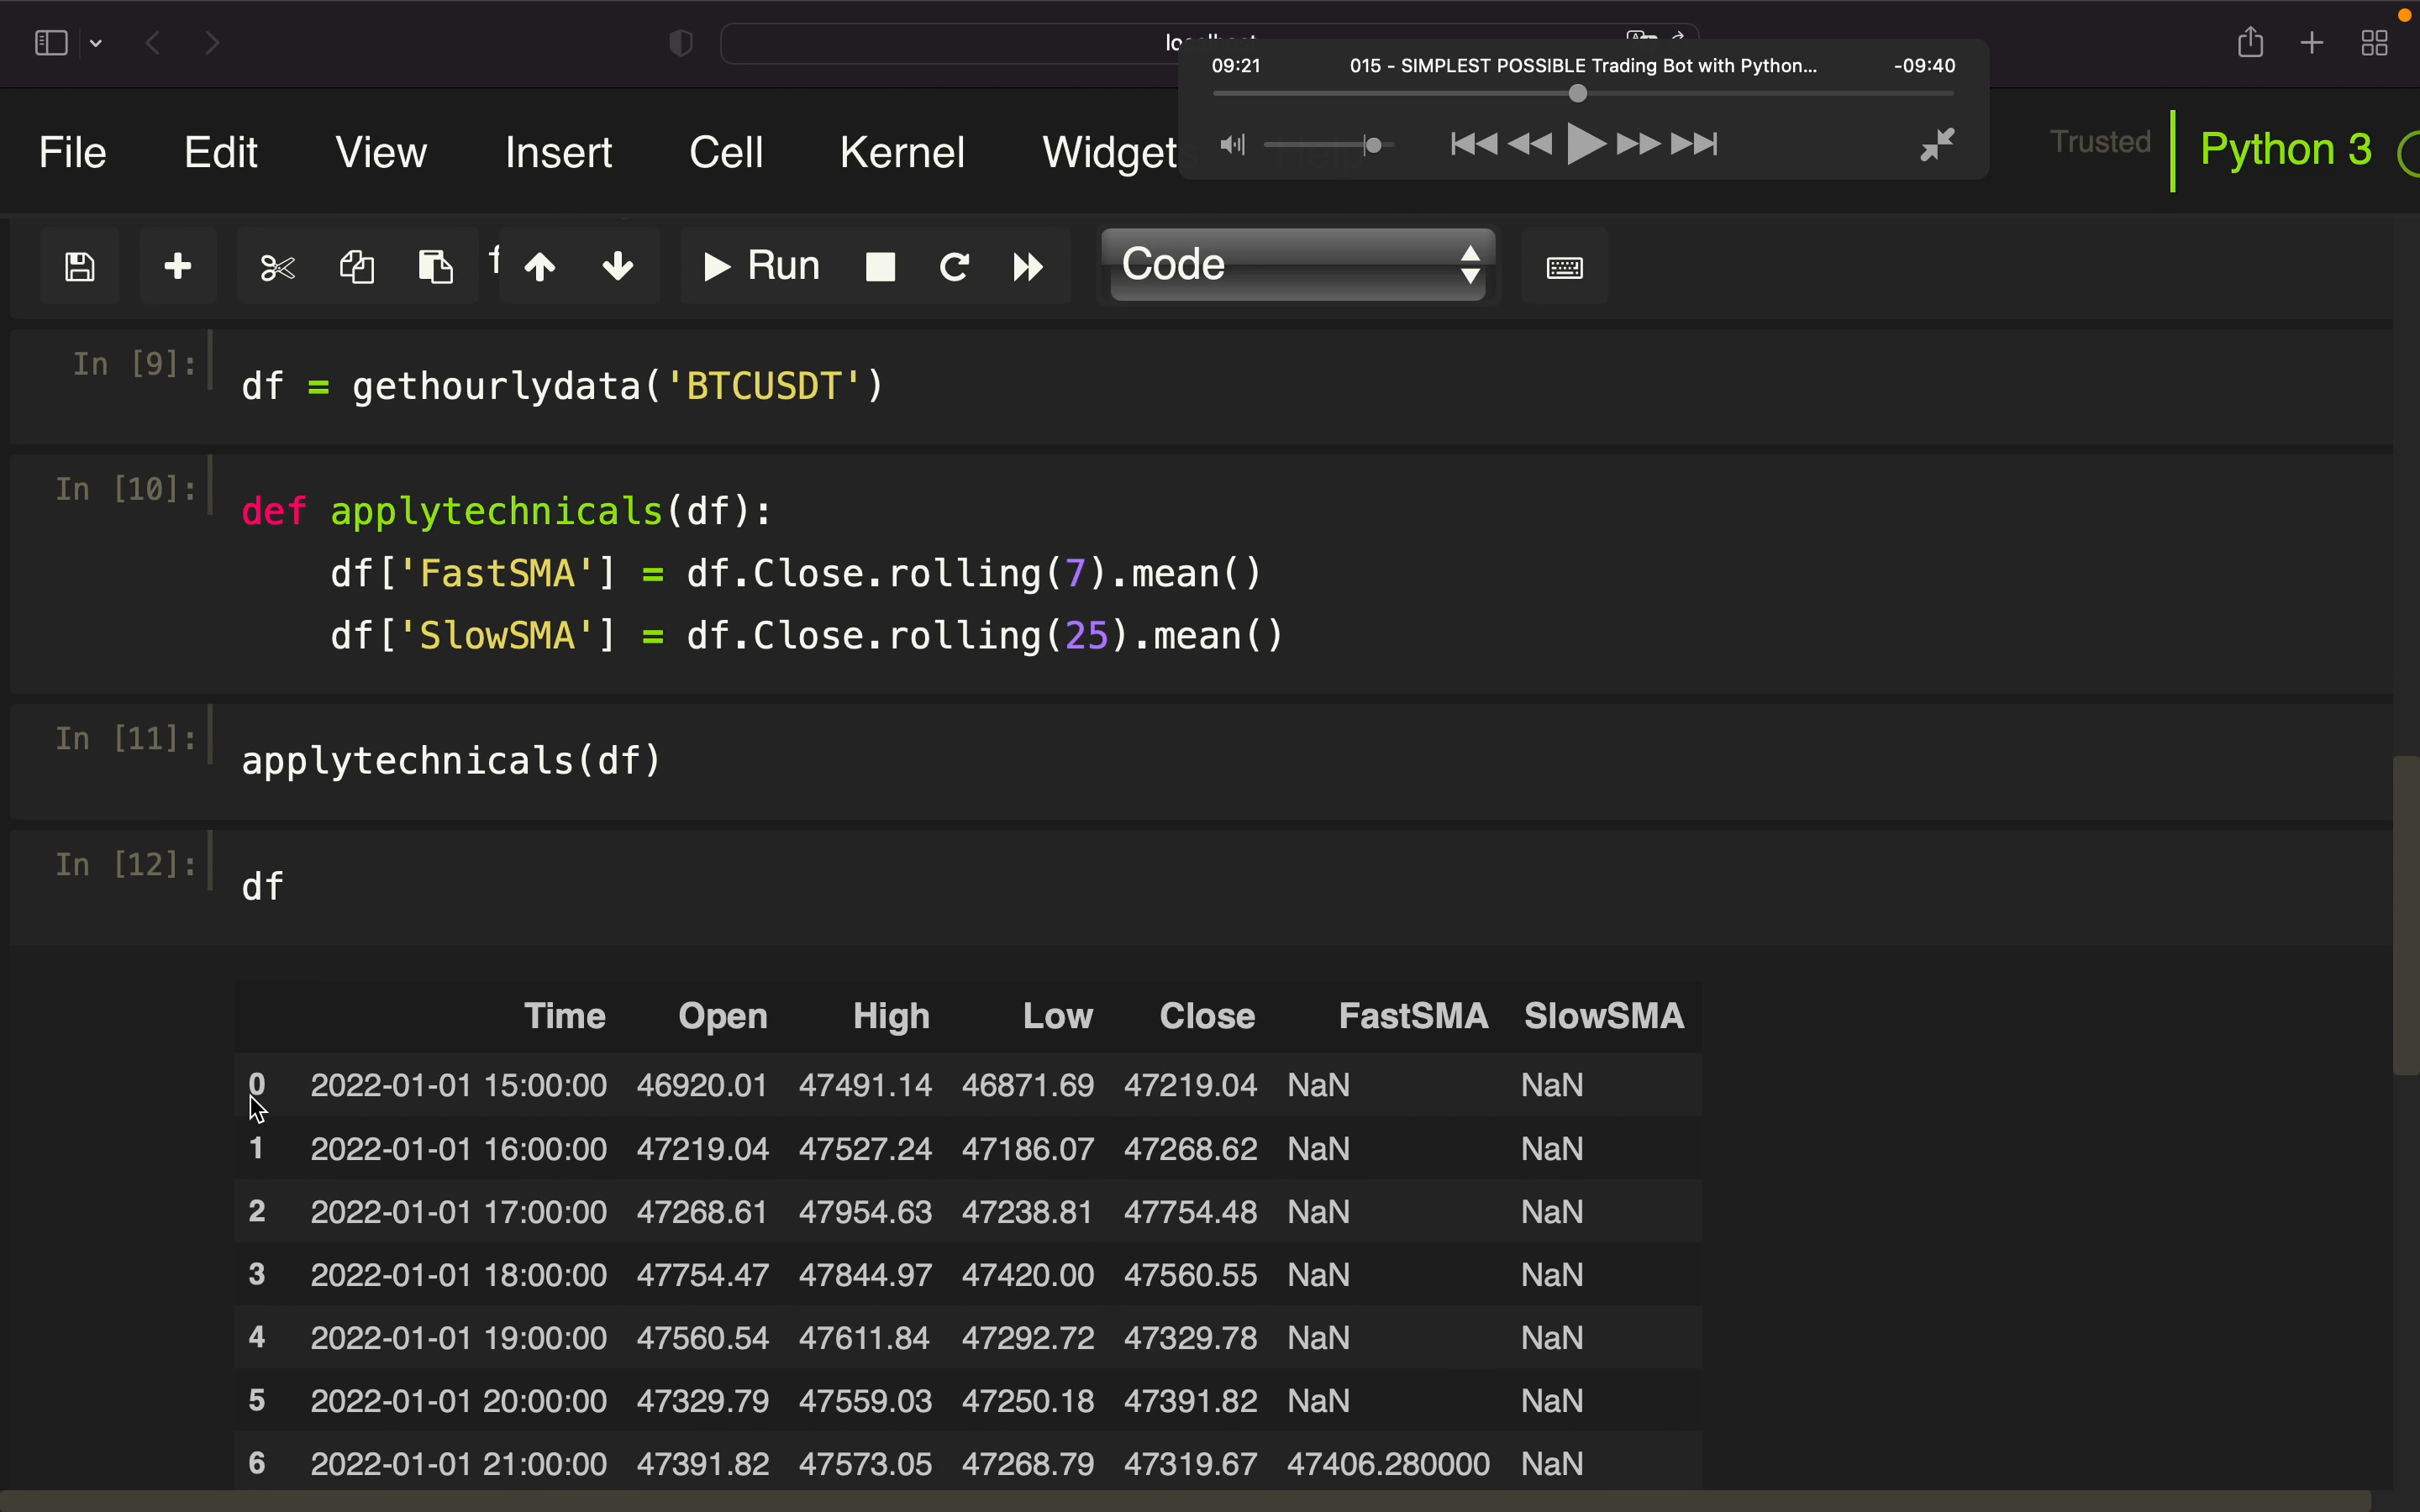 09:21 015 - SIMPLEST POSSIBLE Trading Bot with Python... -09:40
File Edit View Insert Cell Kernel Widgets Trusted Python 3
Run Code
In [9]: df = gethourlydata('BTCUSDT')
In [10]: def applytechnicals(df):
df['FastSMA'] = df.Close.rolling(7).mean()
df['SlowSMA'] = df.Close.rolling(25).mean()
In [11]: applytechnicals(df)
In [12]: df
Time Open High Low Close FastSMA SlowSMA
0 2022-01-01 15:00:00 46920.01 47491.14 46871.69 47219.04 NaN NaN
1 2022-01-01 16:00:00 47219.04 47527.24 47186.07 47268.62 NaN NaN
2 2022-01-01 17:00:00 47268.61 47954.63 47238.81 47754.48 NaN NaN
3 2022-01-01 18:00:00 47754.47 47844.97 47420.00 47560.55 NaN NaN
4 2022-01-01 19:00:00 47560.54 47611.84 47292.72 47329.78 NaN NaN
5 2022-01-01 20:00:00 47329.79 47559.03 47250.18 47391.82 NaN NaN
6 2022-01-01 21:00:00 47391.82 47573.05 47268.79 47319.67 47406.280000 NaN